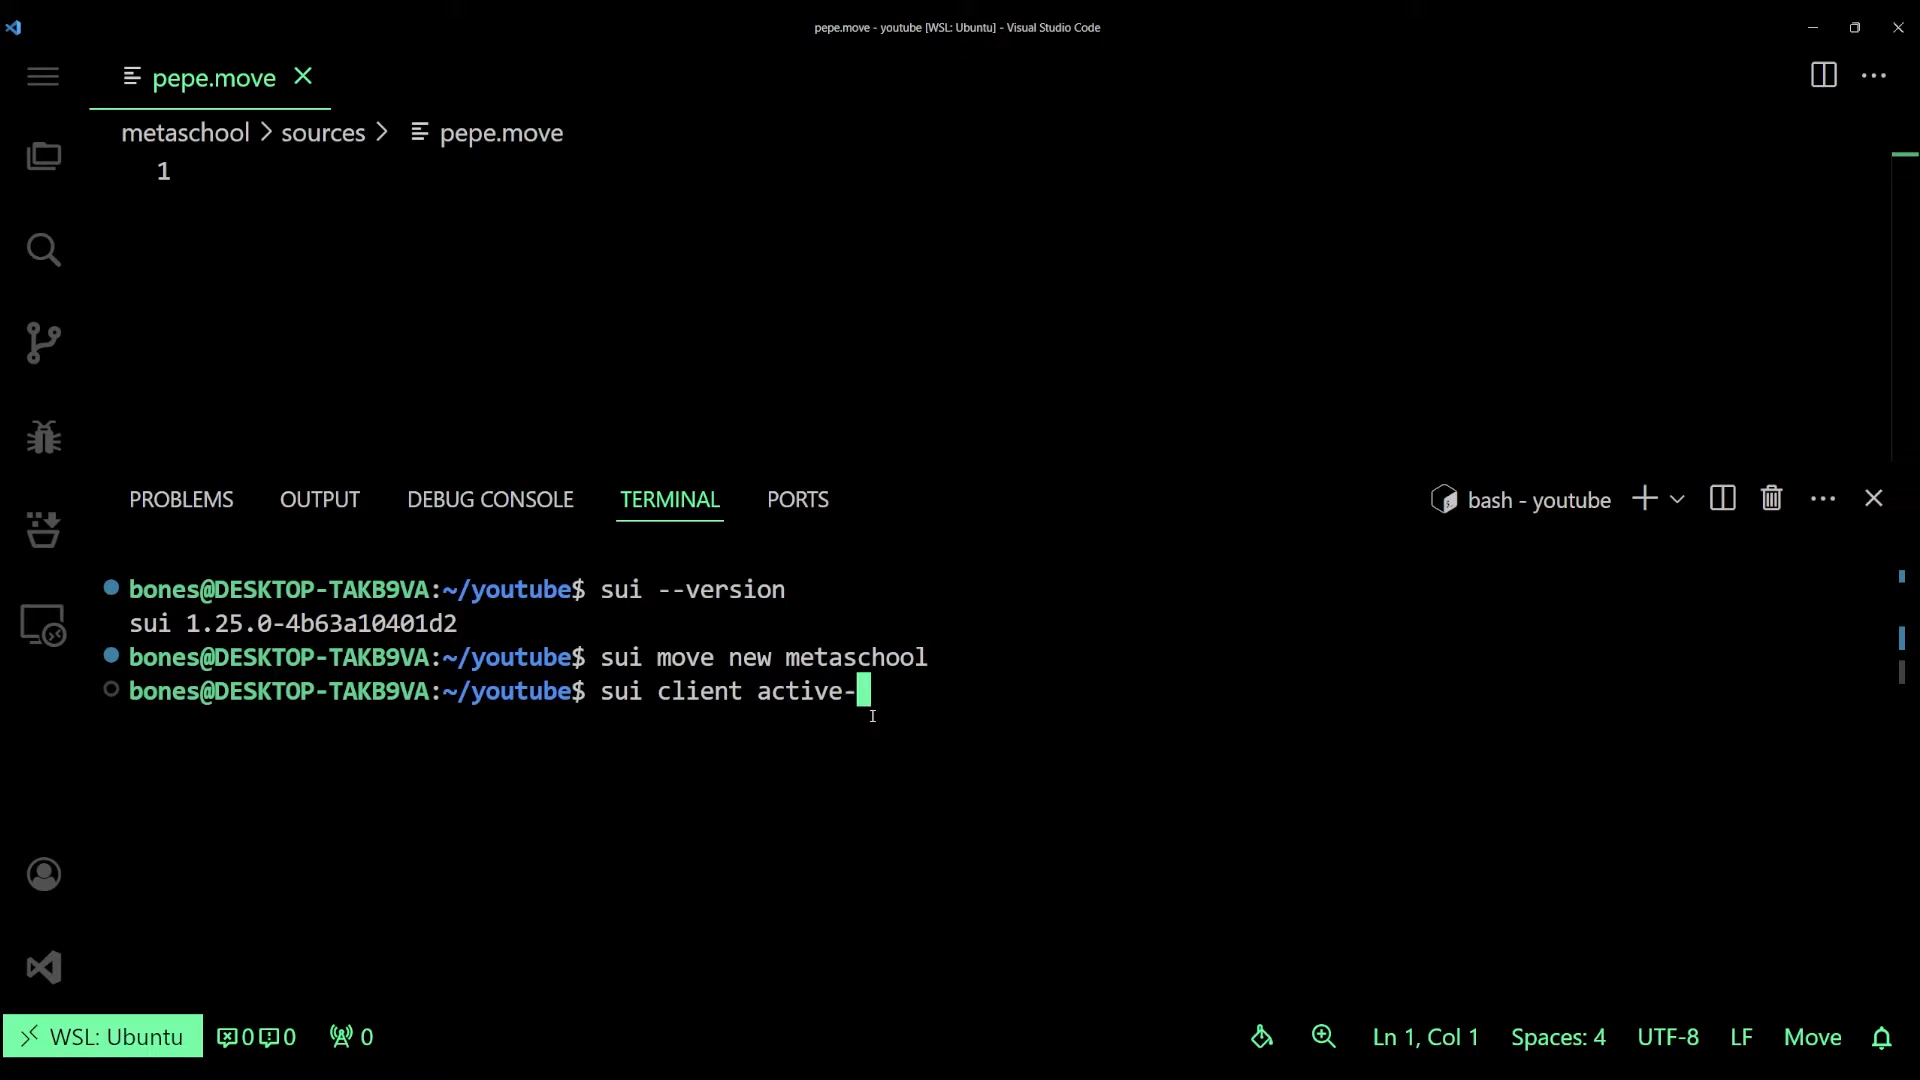 pepe.move - youtube [WSL: Ubuntu] - Visual Studio Code
pepe.move
metaschool > sources > pepe.move
1
PROBLEMS OUTPUT DEBUG CONSOLE TERMINAL PORTS
bash - youtube
bones@DESKTOP-TAKB9VA:~/youtube$ sui --version
sui 1.25.0-4b63a10401d2
bones@DESKTOP-TAKB9VA:~/youtube$ sui move new metaschool
bones@DESKTOP-TAKB9VA:~/youtube$ sui client active-
WSL: Ubuntu 0 0 0 Ln 1, Col 1 Spaces: 4 UTF-8 LF Move